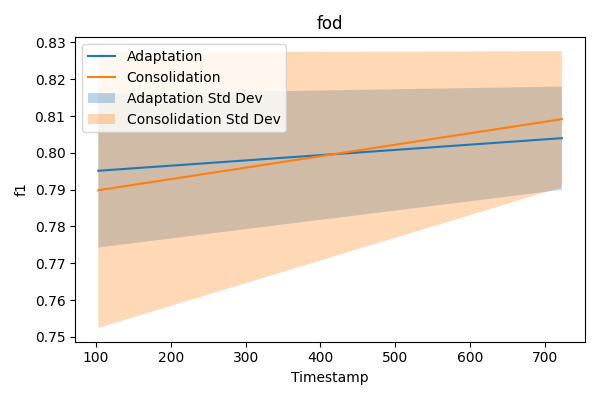 fod
0.83
0.82
0.81
0.80
0.79
0.78
0.77
0.76
0.75
f1
Adaptation
Consolidation
Adaptation Std Dev
Consolidation Std Dev
100 200 300 400 500 600 700
Timestamp